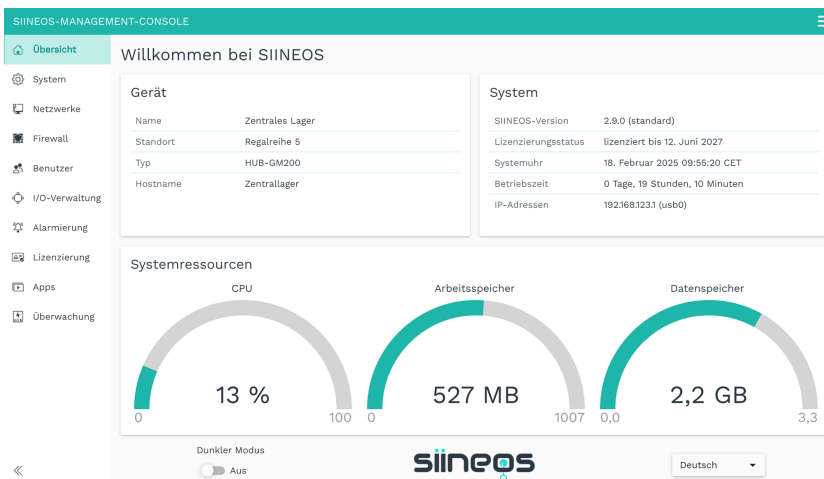 SIINEOS-MANAGEMENT-CONSOLE
Übersicht
System
Netzwerke
Firewall
Benutzer
I/O-Verwaltung
Alarmierung
Lizenzierung
Apps
Überwachung
Willkommen bei SIINEOS
Gerät
Name Zentrales Lager
Standort Regalreihe 5
Typ HUB-GM200
Hostname Zentrallager
System
SIINEOS-Version 2.9.0 (standard)
Lizenzierungsstatus lizenziert bis 12. Juni 2027
Systemuhr 18. Februar 2025 09:55:20 CET
Betriebszeit 0 Tage, 19 Stunden, 10 Minuten
IP-Adressen 192.168.123.1 (usb0)
Systemressourcen
CPU
13 %
0 100
Arbeitsspeicher
527 MB
0 1007
Datenspeicher
2,2 GB
0,0 3,3
Dunkler Modus
Aus
siineos
Deutsch